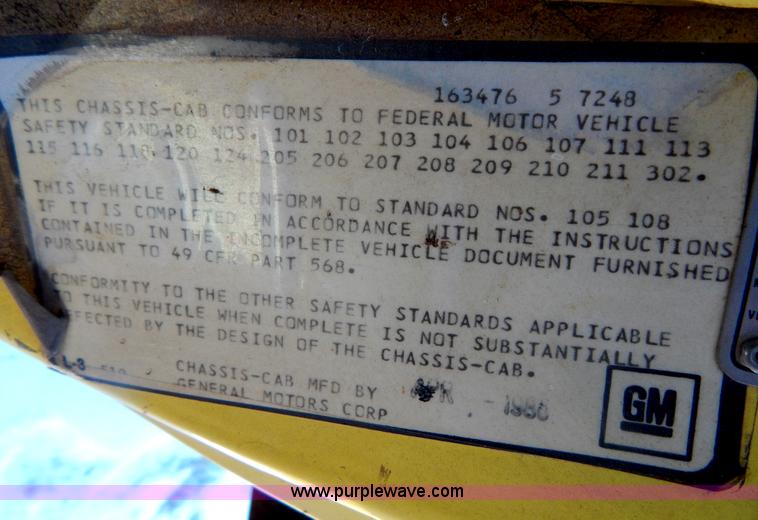 163476 5 7248
THIS CHASSIS-CAB CONFORMS TO FEDERAL MOTOR VEHICLE
SAFETY STANDARD NOS. 101 102 103 104 106 107 111 113
115 116 118 120 124 205 206 207 208 209 210 211 302.
THIS VEHICLE WILL CONFORM TO STANDARD NOS. 105 108
IF IT IS COMPLETED IN ACCORDANCE WITH THE INSTRUCTIONS
CONTAINED IN THE INCOMPLETE VEHICLE DOCUMENT FURNISHED
PURSUANT TO 49 CFR PART 568.
CONFORMITY TO THE OTHER SAFETY STANDARDS APPLICABLE
TO THIS VEHICLE WHEN COMPLETE IS NOT SUBSTANTIALLY
AFFECTED BY THE DESIGN OF THE CHASSIS-CAB.
L-3
CHASSIS-CAB MFD BY APR - 1986
GENERAL MOTORS CORP
GM
www.purplewave.com